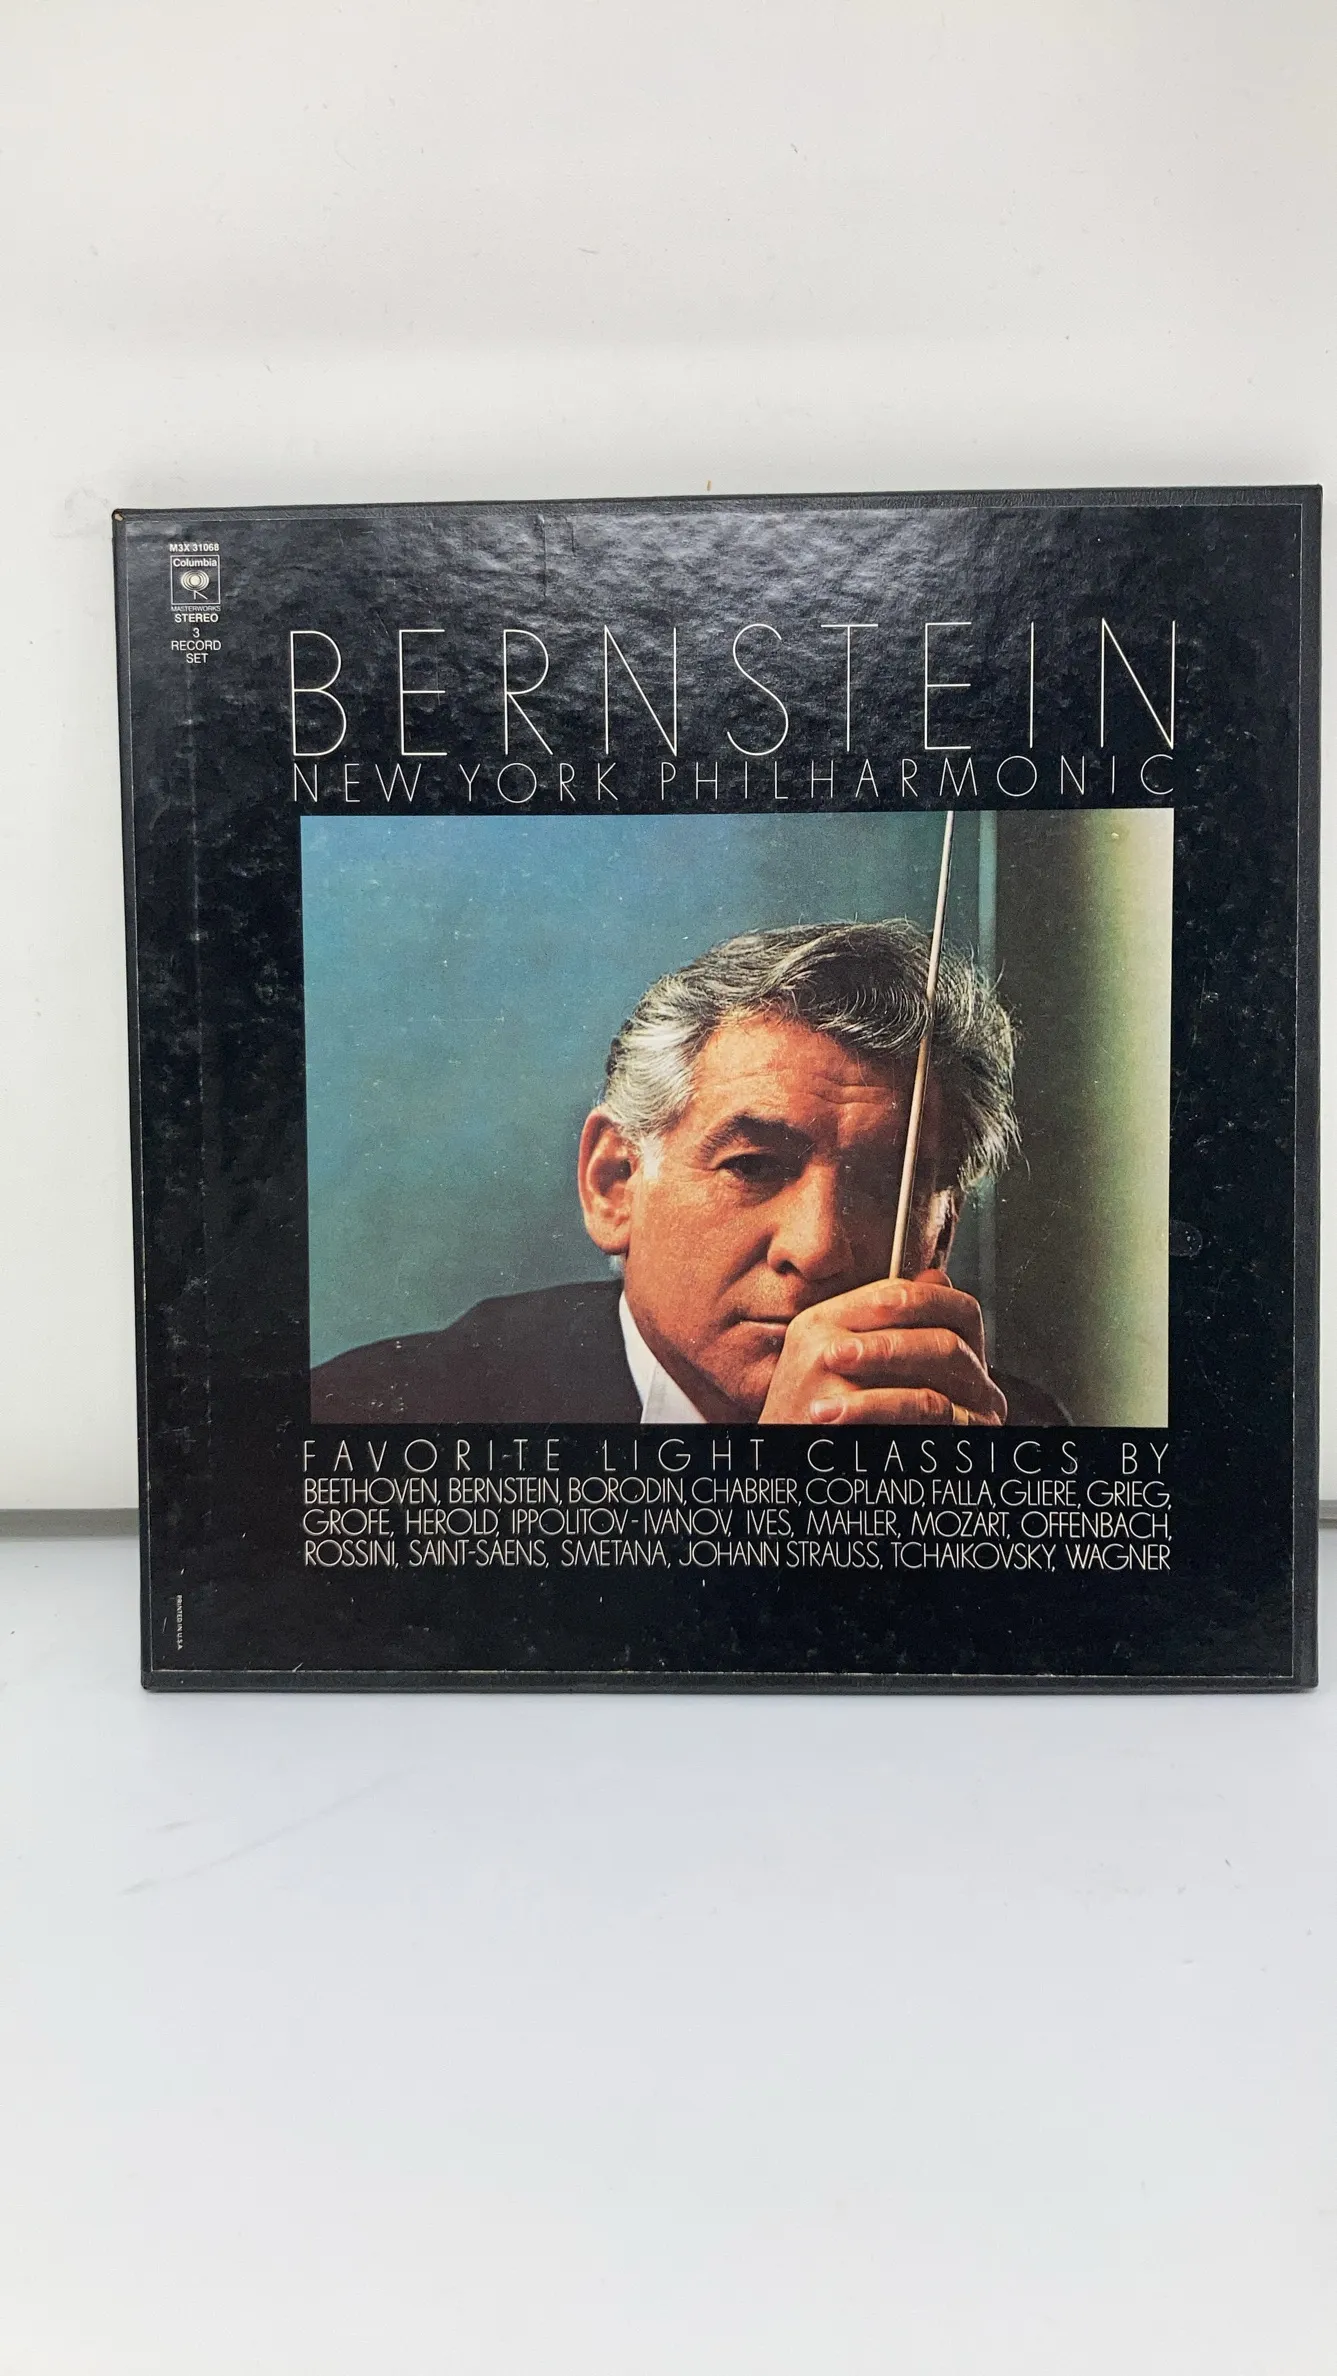 M3X 31068
Columbia
MASTERWORKS
STEREO
3
RECORD
SET
BERNSTEIN
NEW YORK PHILHARMONIC
FAVORITE LIGHT CLASSICS BY
BEETHOVEN, BERNSTEIN, BORODIN, CHABRIER, COPLAND, FALLA, GLIERE, GRIEG,
GROFE, HEROLD, IPPOLITOV-IVANOV, IVES, MAHLER, MOZART, OFFENBACH,
ROSSINI, SAINT-SAENS, SMETANA, JOHANN STRAUSS, TCHAIKOVSKY, WAGNER
PRINTED IN U.S.A.